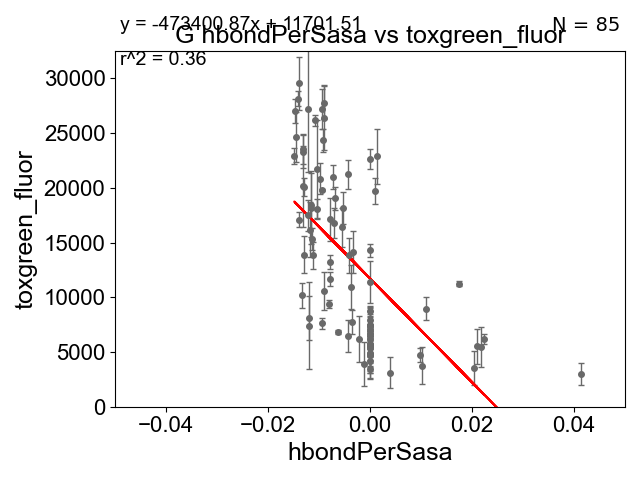 y = -473400.87x + 11701.51
N = 85
G hbondPerSasa vs toxgreen_fluor
r^2 = 0.36
30000
25000
20000
15000
10000
5000
0
toxgreen_fluor
−0.04
−0.02
0.00
0.02
0.04
hbondPerSasa